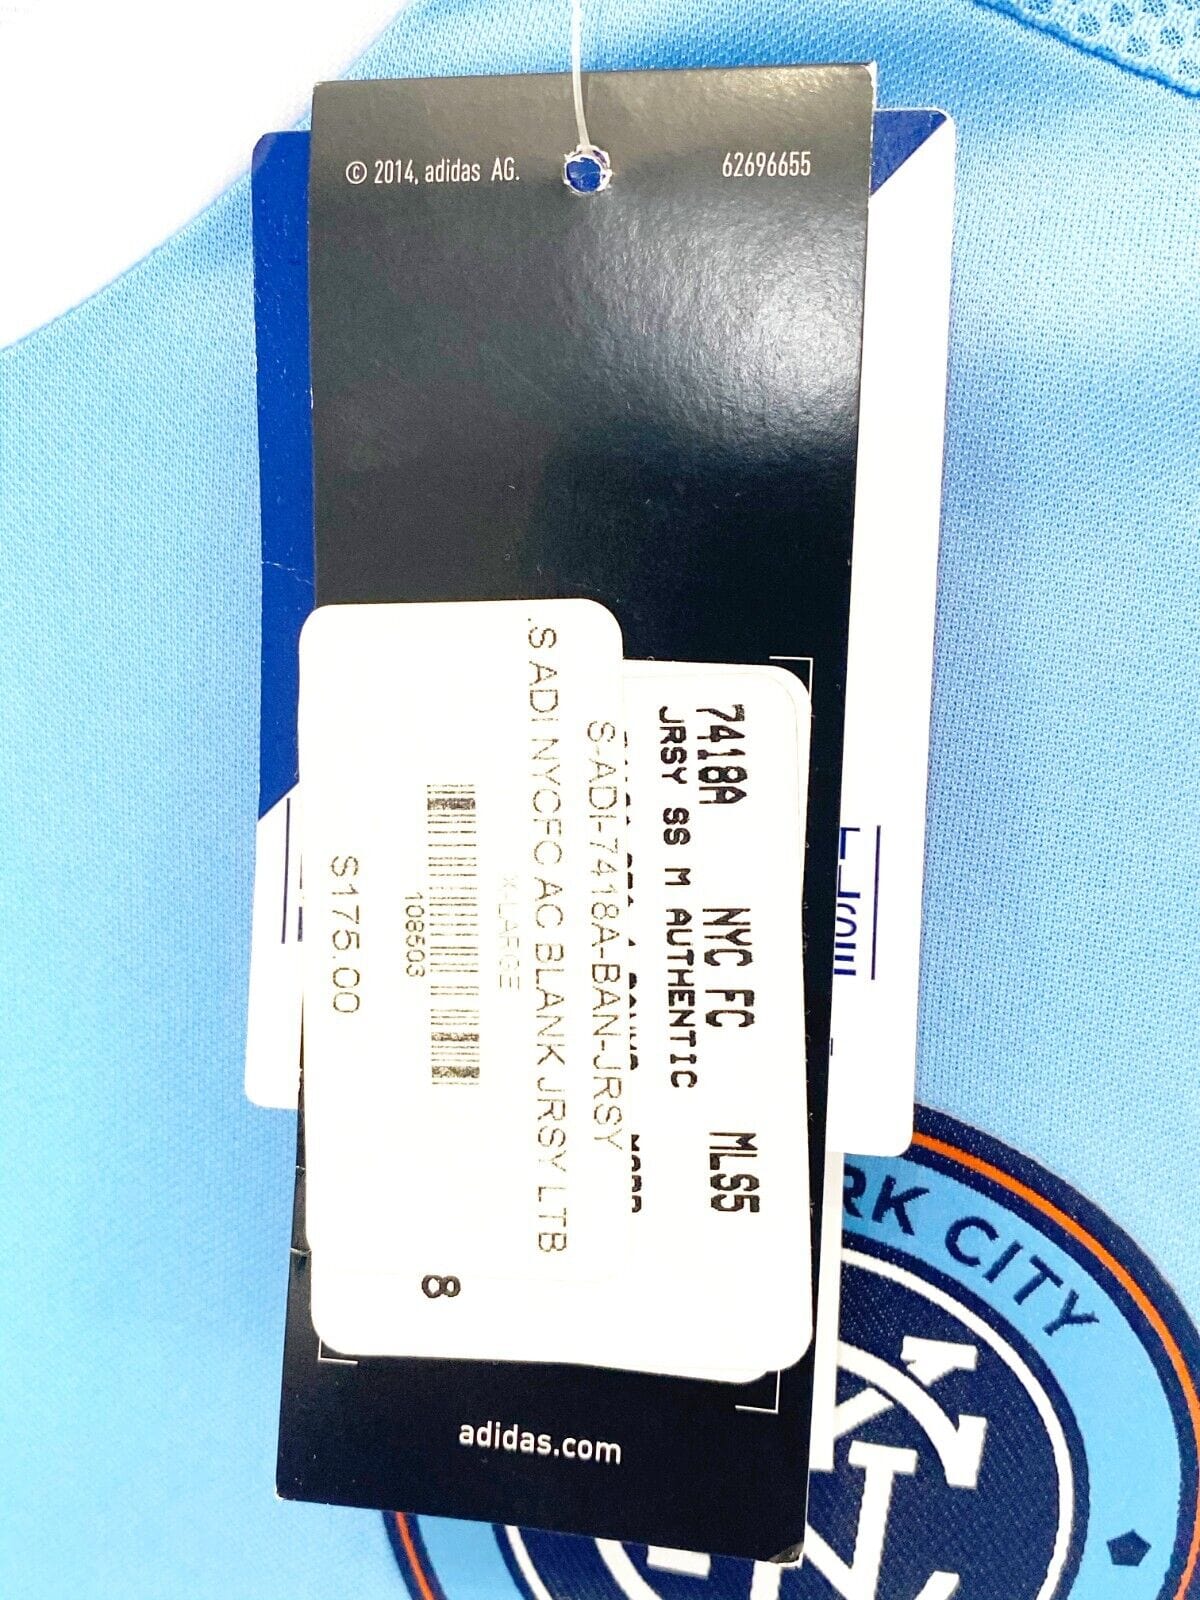 © 2014, adidas AG.
62696655
7418A NYC FC MLS5
JRSY SS M AUTHENTIC
S-ADI-7418A-BAN-JRSY
.S ADI NYCFC AC BLANK JRSY LTB
X-LARGE
108503
$175.00
8
adidas.com
RK CITY